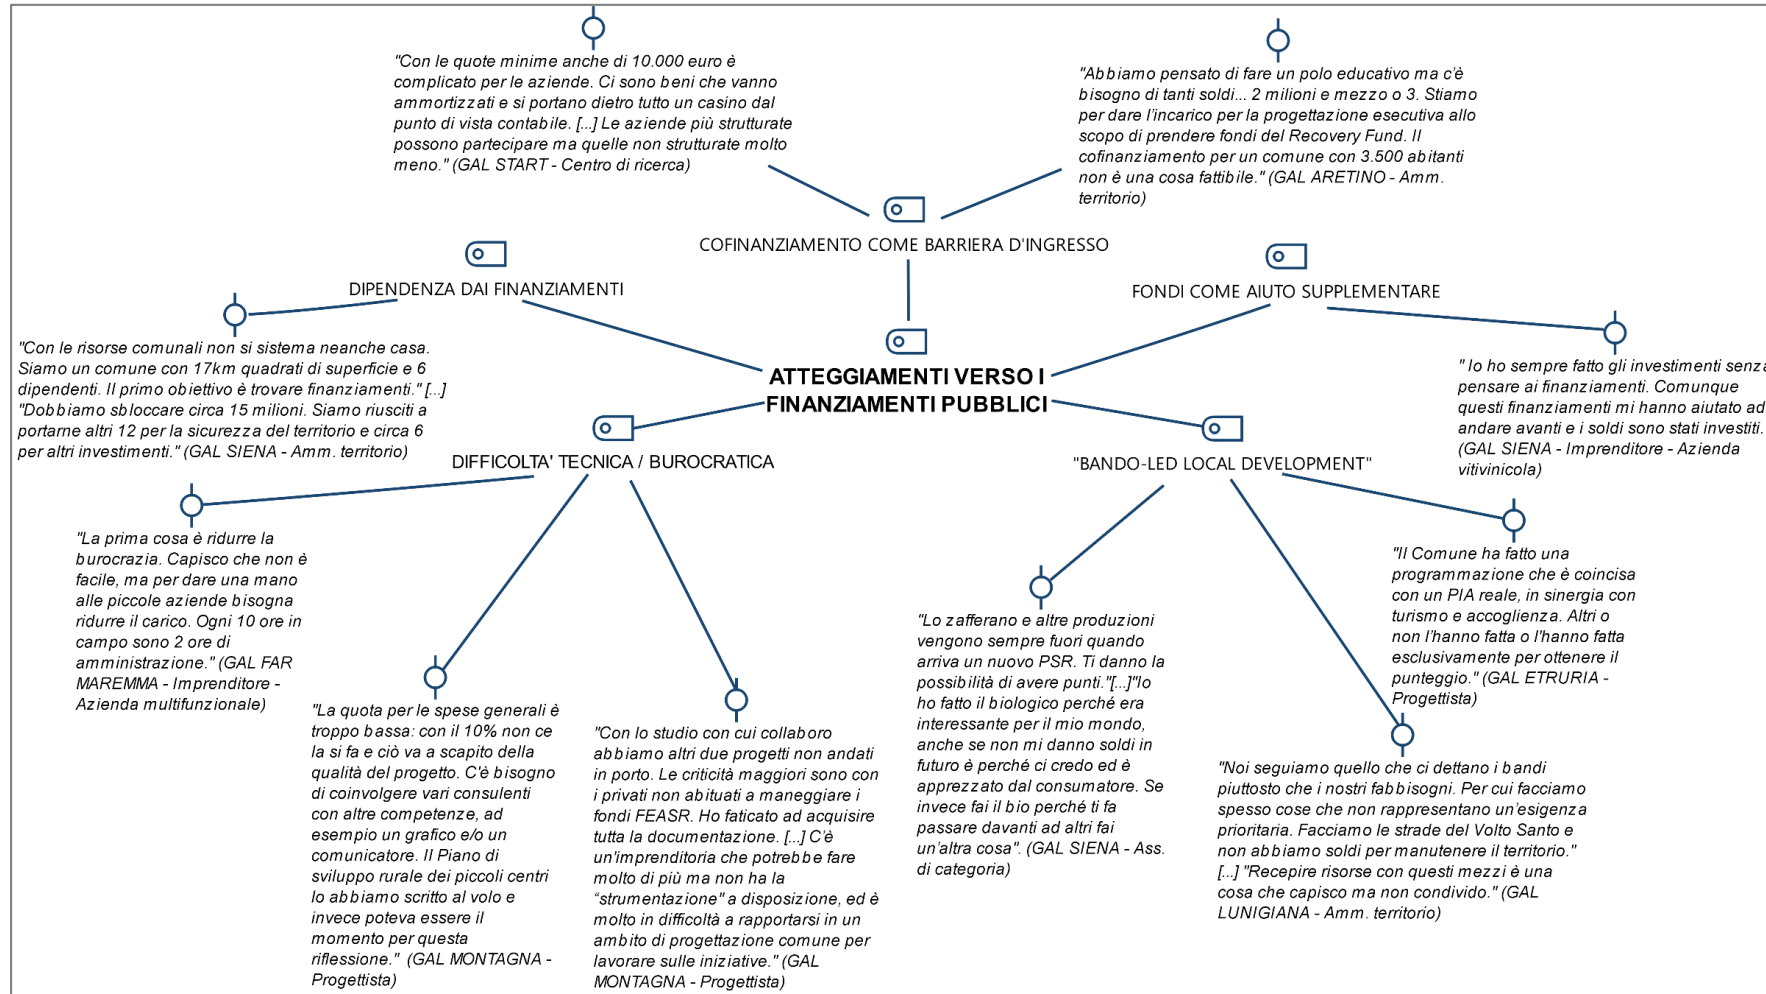 "Con le quote minime anche di 10.000 euro è
complicato per le aziende. Ci sono beni che vanno
ammortizzati e si portano dietro tutto un casino dal
punto di vista contabile. [...] Le aziende più strutturate
possono partecipare ma quelle non strutturate molto
meno." (GAL START - Centro di ricerca)
"Abbiamo pensato di fare un polo educativo ma c'è
bisogno di tanti soldi... 2 milioni e mezzo o 3. Stiamo
per dare l'incarico per la progettazione esecutiva allo
scopo di prendere fondi del Recovery Fund. Il
cofinanziamento per un comune con 3.500 abitanti
non è una cosa fattibile." (GAL ARETINO - Amm.
territorio)
COFINANZIAMENTO COME BARRIERA D'INGRESSO
DIPENDENZA DAI FINANZIAMENTI
FONDI COME AIUTO SUPPLEMENTARE
"Con le risorse comunali non si sistema neanche casa.
Siamo un comune con 17km quadrati di superficie e 6
dipendenti. Il primo obiettivo è trovare finanziamenti." [...]
"Dobbiamo sbloccare circa 15 milioni. Siamo riusciti a
portarne altri 12 per la sicurezza del territorio e circa 6
per altri investimenti." (GAL SIENA - Amm. territorio)
ATTEGGIAMENTI VERSO I
FINANZIAMENTI PUBBLICI
" Io ho sempre fatto gli investimenti senza
pensare ai finanziamenti. Comunque
questi finanziamenti mi hanno aiutato ad
andare avanti e i soldi sono stati investiti.
(GAL SIENA - Imprenditore - Azienda
vitivinicola)
DIFFICOLTA' TECNICA / BUROCRATICA
"BANDO-LED LOCAL DEVELOPMENT"
"La prima cosa è ridurre la
burocrazia. Capisco che non è
facile, ma per dare una mano
alle piccole aziende bisogna
ridurre il carico. Ogni 10 ore in
campo sono 2 ore di
amministrazione." (GAL FAR
MAREMMA - Imprenditore -
Azienda multifunzionale)
"La quota per le spese generali è
troppo bassa: con il 10% non ce
la si fa e ciò va a scapito della
qualità del progetto. C'è bisogno
di coinvolgere vari consulenti
con altre competenze, ad
esempio un grafico e/o un
comunicatore. Il Piano di
sviluppo rurale dei piccoli centri
lo abbiamo scritto al volo e
invece poteva essere il
momento per questa
riflessione." (GAL MONTAGNA -
Progettista)
"Con lo studio con cui collaboro
abbiamo altri due progetti non andati
in porto. Le criticità maggiori sono con
i privati non abituati a maneggiare i
fondi FEASR. Ho faticato ad acquisire
tutta la documentazione. [...] C'è
un'imprenditoria che potrebbe fare
molto di più ma non ha la
“strumentazione" a disposizione, ed è
molto in difficoltà a rapportarsi in un
ambito di progettazione comune per
lavorare sulle iniziative." (GAL
MONTAGNA - Progettista)
"Lo zafferano e altre produzioni
vengono sempre fuori quando
arriva un nuovo PSR. Ti danno la
possibilità di avere punti."[...]"Io
ho fatto il biologico perché era
interessante per il mio mondo,
anche se non mi danno soldi in
futuro è perché ci credo ed è
apprezzato dal consumatore. Se
invece fai il bio perché ti fa
passare davanti ad altri fai
un'altra cosa". (GAL SIENA - Ass.
di categoria)
"Il Comune ha fatto una
programmazione che è coincisa
con un PIA reale, in sinergia con
turismo e accoglienza. Altri o
non l'hanno fatta o l'hanno fatta
esclusivamente per ottenere il
punteggio." (GAL ETRURIA -
Progettista)
"Noi seguiamo quello che ci dettano i bandi
piuttosto che i nostri fabbisogni. Per cui facciamo
spesso cose che non rappresentano un'esigenza
prioritaria. Facciamo le strade del Volto Santo e
non abbiamo soldi per manutenere il territorio."
[...] "Recepire risorse con questi mezzi è una
cosa che capisco ma non condivido." (GAL
LUNIGIANA - Amm. territorio)